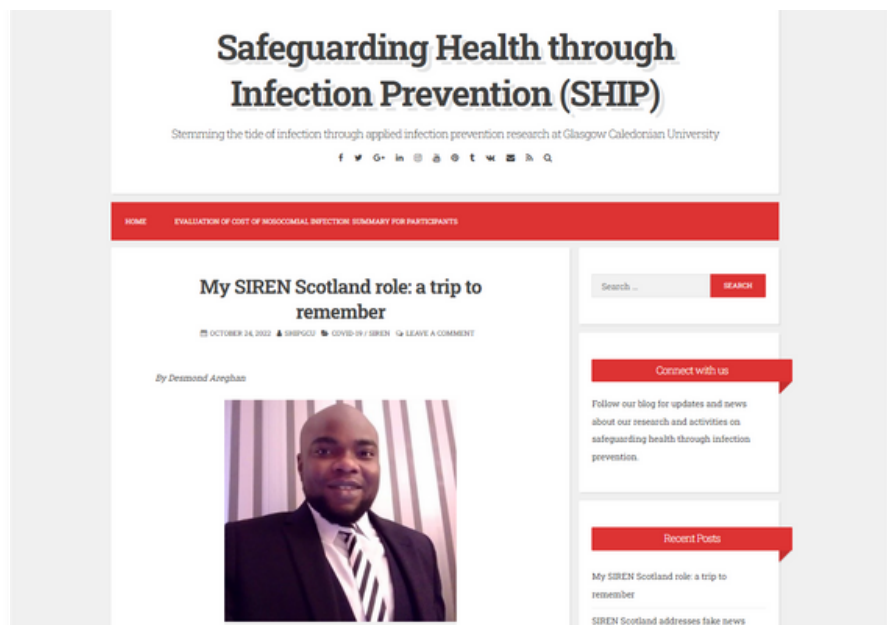 Safeguarding Health through
Infection Prevention (SHIP)
Stemming the tide of infection through applied infection prevention research at Glasgow Caledonian University
HOME
EVALUATION OF COST OF NOSOCOMIAL INFECTION: SUMMARY FOR PARTICIPANTS
My SIREN Scotland role: a trip to
remember
OCTOBER 24, 2022 SHIPGCU COVID-19 / SIREN LEAVE A COMMENT
By Desmond Areghan
Search …
SEARCH
Connect with us
Follow our blog for updates and news
about our research and activities on
safeguarding health through infection
prevention.
Recent Posts
My SIREN Scotland role: a trip to
remember
SIREN Scotland addresses fake news